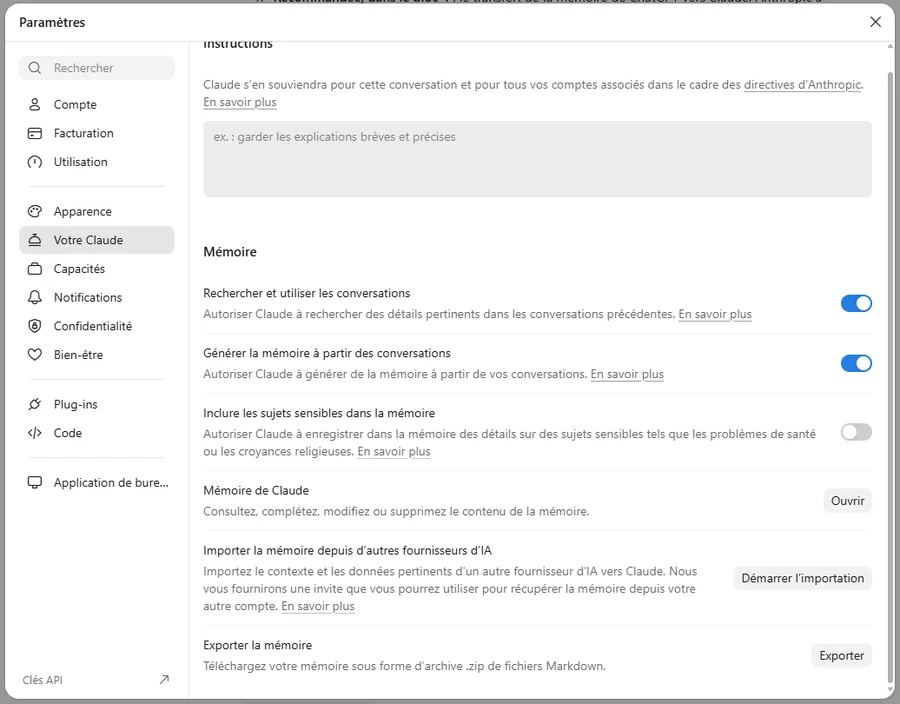 Paramètres
Rechercher
Compte
Facturation
Utilisation
Apparence
Votre Claude
Capacités
Notifications
Confidentialité
Bien-être
Plug-ins
Code
Application de bure...
Clés API
Instructions
Claude s'en souviendra pour cette conversation et pour tous vos comptes associés dans le cadre des directives d'Anthropic.
En savoir plus
ex. : garder les explications brèves et précises
Mémoire
Rechercher et utiliser les conversations
Autoriser Claude à rechercher des détails pertinents dans les conversations précédentes. En savoir plus
Générer la mémoire à partir des conversations
Autoriser Claude à générer de la mémoire à partir de vos conversations. En savoir plus
Inclure les sujets sensibles dans la mémoire
Autoriser Claude à enregistrer dans la mémoire des détails sur des sujets sensibles tels que les problèmes de santé
ou les croyances religieuses. En savoir plus
Mémoire de Claude
Consultez, complétez, modifiez ou supprimez le contenu de la mémoire.
Ouvrir
Importer la mémoire depuis d'autres fournisseurs d'IA
Importez le contexte et les données pertinents d'un autre fournisseur d'IA vers Claude. Nous
vous fournirons une invite que vous pourrez utiliser pour récupérer la mémoire depuis votre
autre compte. En savoir plus
Démarrer l'importation
Exporter la mémoire
Téléchargez votre mémoire sous forme d'archive .zip de fichiers Markdown.
Exporter